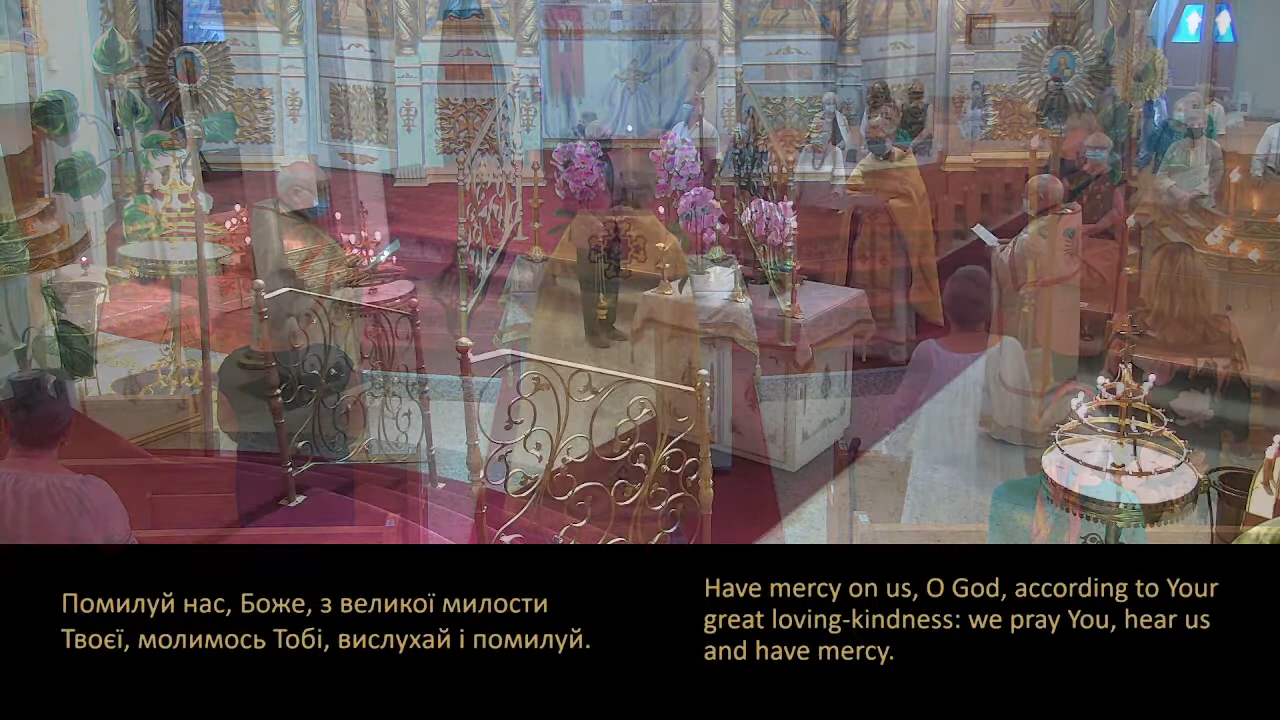 Помилуй нас, Боже, з великої милости
Твоєї, молимось Тобі, вислухай і помилуй.
Have mercy on us, O God, according to Your
great loving-kindness: we pray You, hear us
and have mercy.